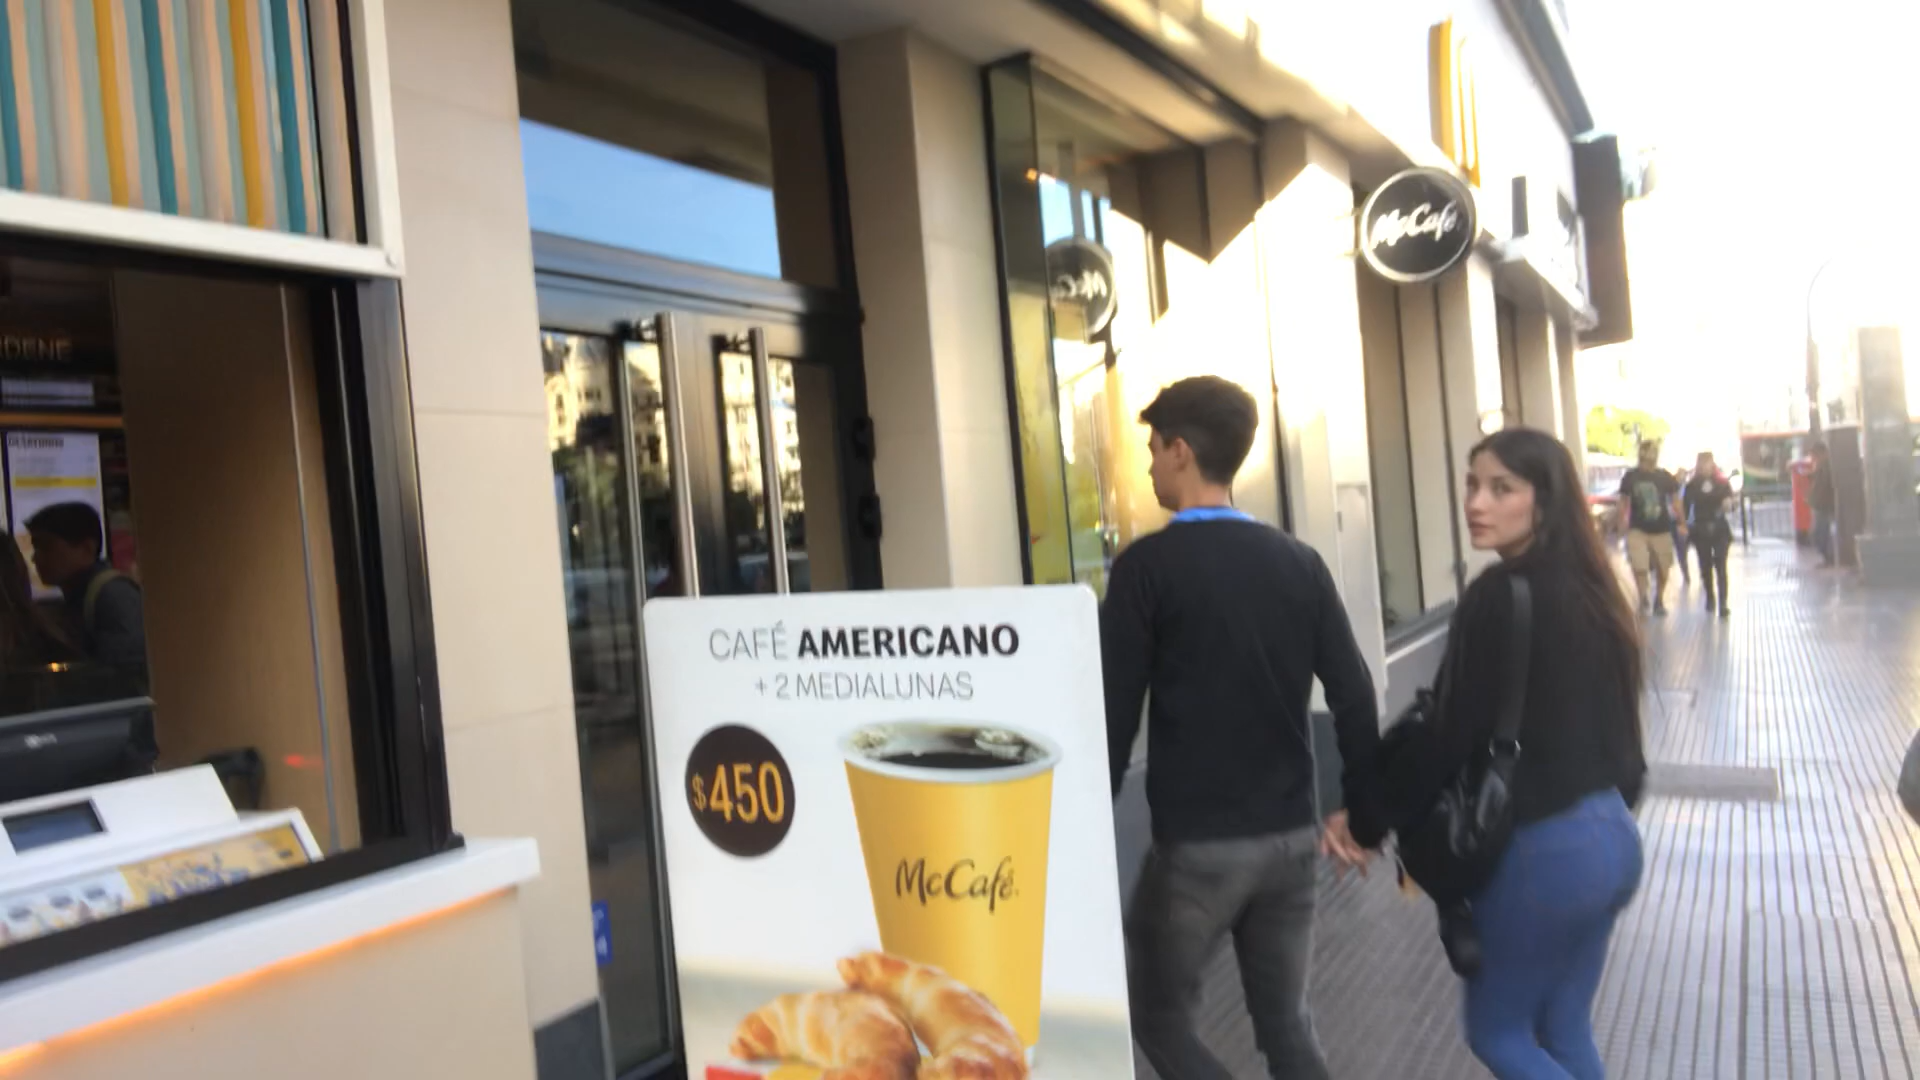 McCafé
CAFÉ AMERICANO
+ 2 MEDIALUNAS
$450
McCafé.